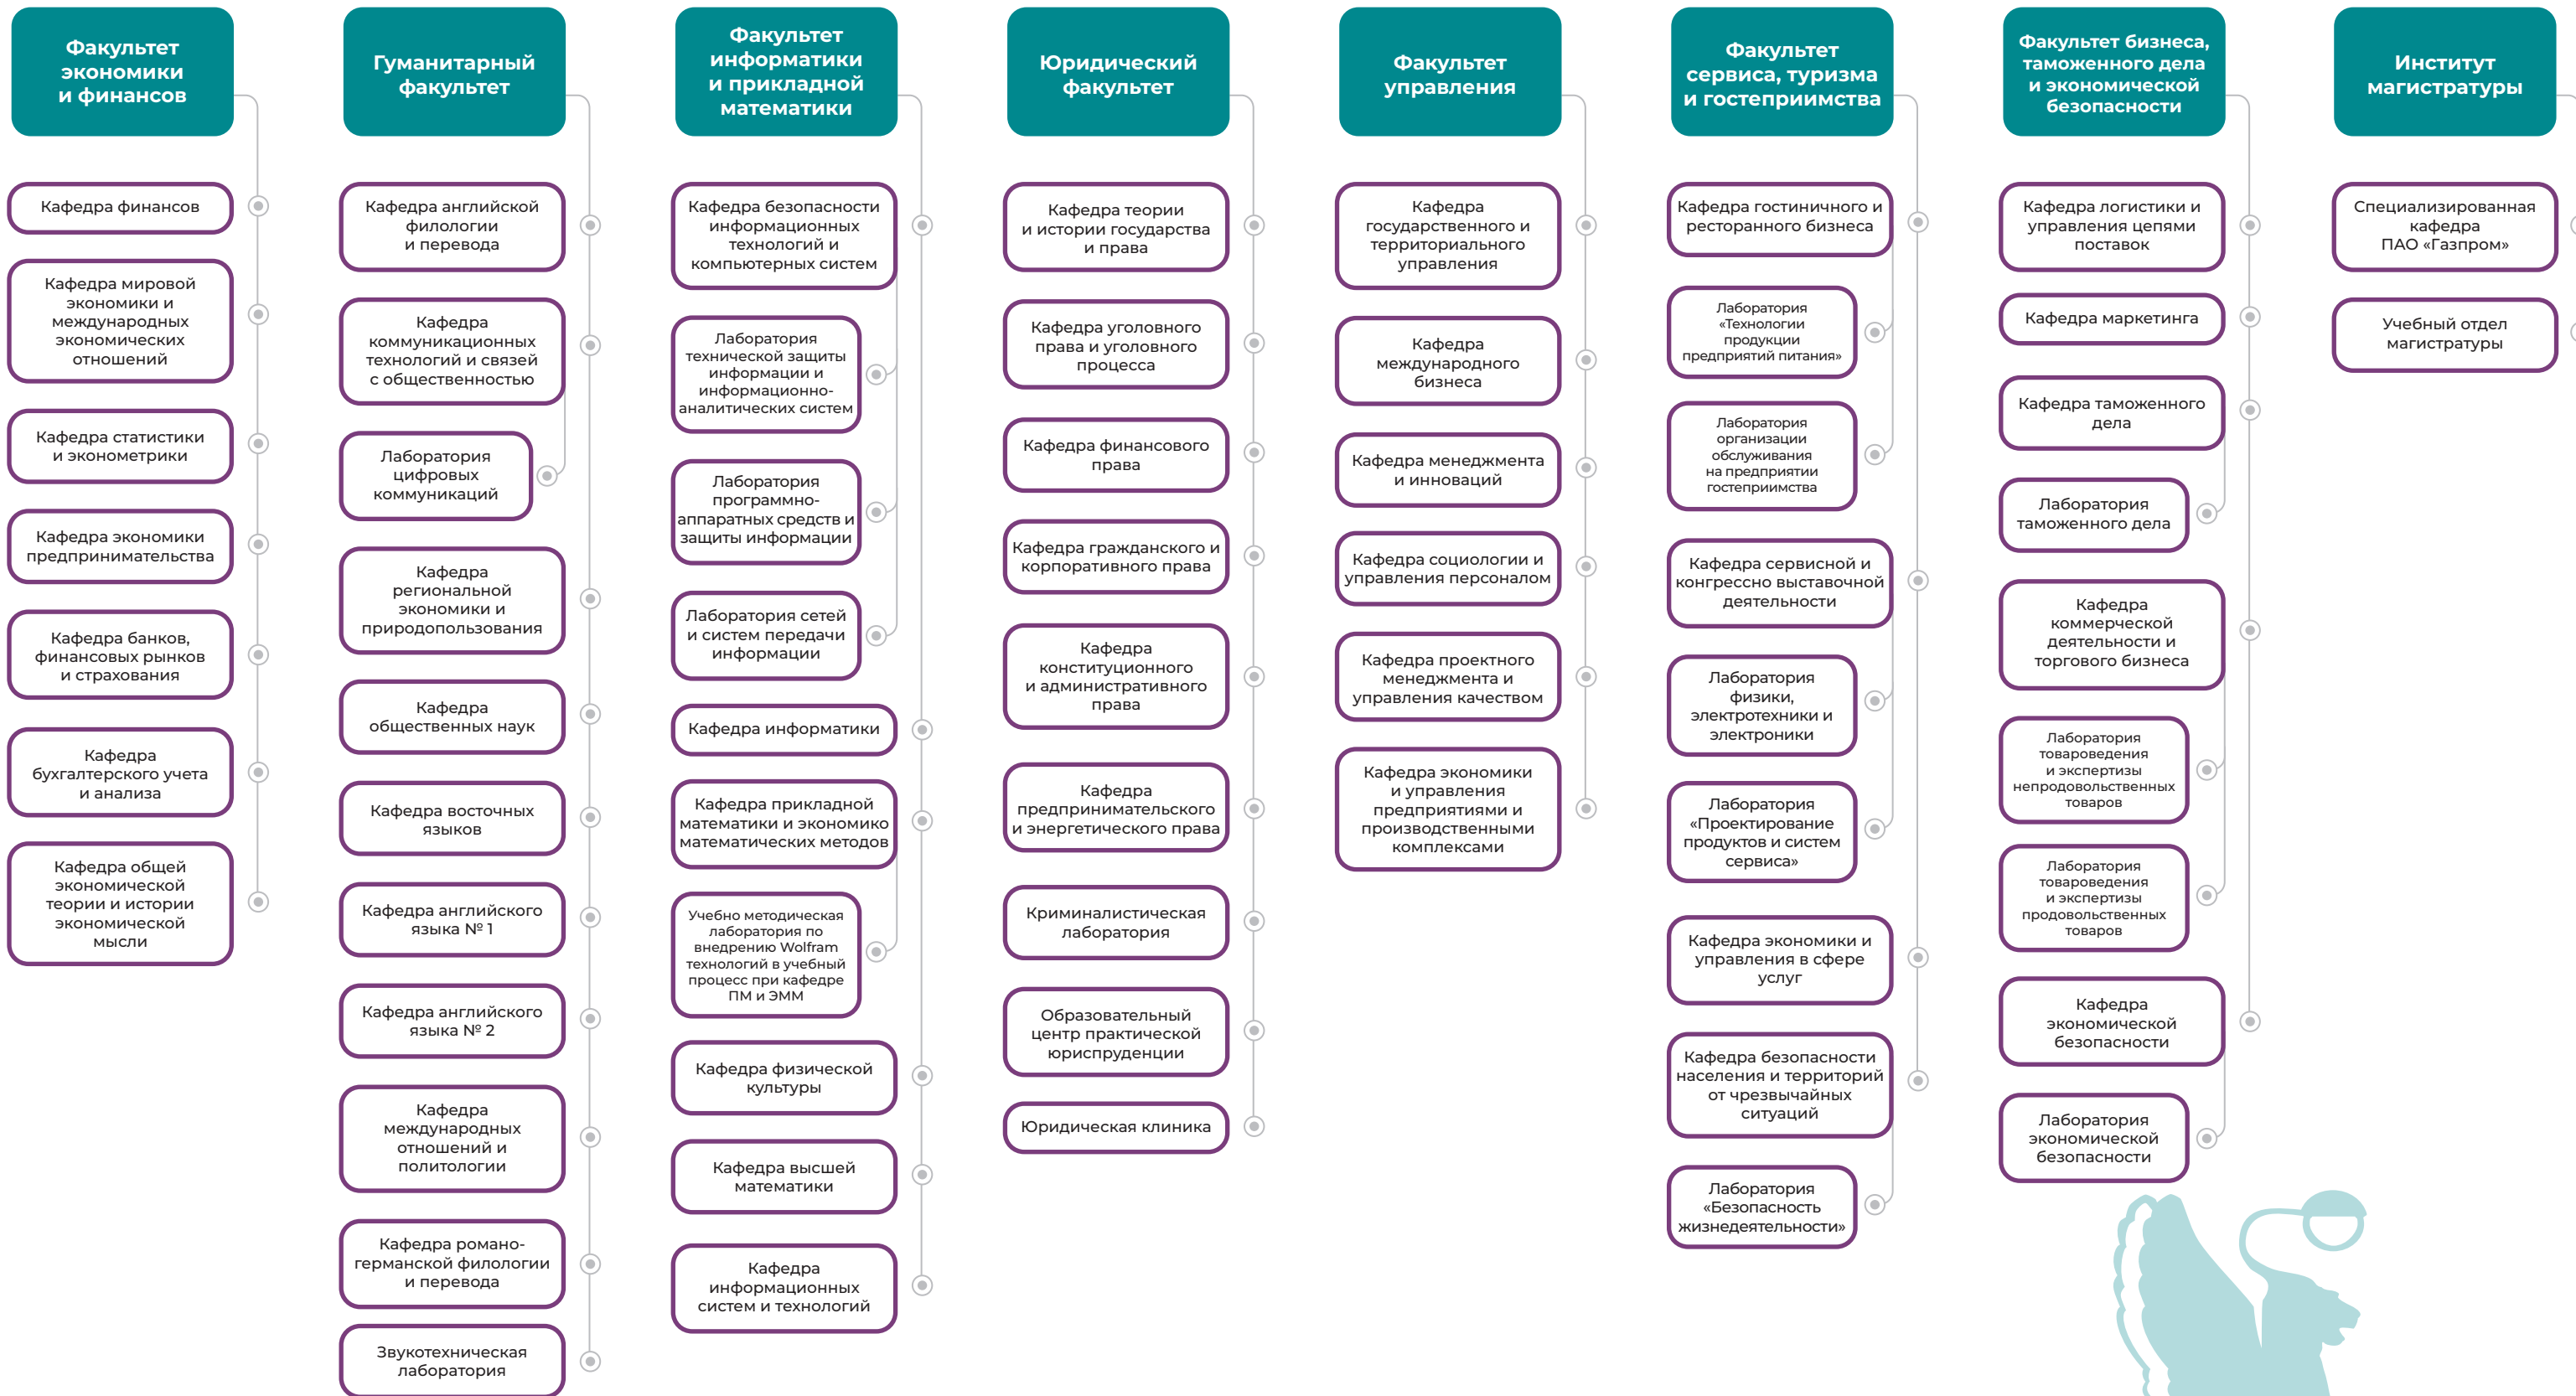 Факультет
экономики
и финансов
Кафедра финансов
Кафедра мировой
экономики и
международных
экономических
отношений
Кафедра статистики
и эконометрики
Кафедра экономики
предпринимательства
Кафедра банков,
финансовых рынков
и страхования
Кафедра
бухгалтерского учета
и анализа
Кафедра общей
экономической
теории и истории
экономической
мысли
Гуманитарный
факультет
Кафедра английской
филологии
и перевода
Кафедра
коммуникационных
технологий и связей
с общественностью
Лаборатория
цифровых
коммуникаций
Кафедра
региональной
экономики и
природопользования
Кафедра
общественных наук
Кафедра восточных
языков
Кафедра английского
языка № 1
Кафедра английского
языка № 2
Кафедра
международных
отношений и
политологии
Кафедра романо-
германской филологии
и перевода
Звукотехническая
лаборатория
Факультет
информатики
и прикладной
математики
Кафедра безопасности
информационных
технологий и
компьютерных систем
Лаборатория
технической защиты
информации и
информационно-
аналитических систем
Лаборатория
программно-
аппаратных средств и
защиты информации
Лаборатория сетей
и систем передачи
информации
Кафедра информатики
Кафедра прикладной
математики и экономико
математических методов
Учебно методическая
лаборатория по
внедрению Wolfram
технологий в учебный
процесс при кафедре
ПМ и ЭММ
Кафедра физической
культуры
Кафедра высшей
математики
Кафедра
информационных
систем и технологий
Юридический
факультет
Кафедра теории
и истории государства
и права
Кафедра уголовного
права и уголовного
процесса
Кафедра финансового
права
Кафедра гражданского и
корпоративного права
Кафедра
конституционного
и административного
права
Кафедра
предпринимательского
и энергетического права
Криминалистическая
лаборатория
Образовательный
центр практической
юриспруденции
Юридическая клиника
Факультет
управления
Кафедра
государственного и
территориального
управления
Кафедра
международного
бизнеса
Кафедра менеджмента
и инноваций
Кафедра социологии и
управления персоналом
Кафедра проектного
менеджмента и
управления качеством
Кафедра экономики
и управления
предприятиями и
производственными
комплексами
Факультет
сервиса, туризма
и гостеприимства
Кафедра гостиничного и
ресторанного бизнеса
Лаборатория
«Технологии
продукции
предприятий питания»
Лаборатория
организации
обслуживания
на предприятии
гостеприимства
Кафедра сервисной и
конгрессно выставочной
деятельности
Лаборатория
физики,
электротехники и
электроники
Лаборатория
«Проектирование
продуктов и систем
сервиса»
Кафедра экономики и
управления в сфере
услуг
Кафедра безопасности
населения и территорий
от чрезвычайных
ситуаций
Лаборатория
«Безопасность
жизнедеятельности»
Факультет бизнеса,
таможенного дела
и экономической
безопасности
Кафедра логистики и
управления цепями
поставок
Кафедра маркетинга
Кафедра таможенного
дела
Лаборатория
таможенного дела
Кафедра
коммерческой
деятельности и
торгового бизнеса
Лаборатория
товароведения
и экспертизы
непродовольственных
товаров
Лаборатория
товароведения
и экспертизы
продовольственных
товаров
Кафедра
экономической
безопасности
Лаборатория
экономической
безопасности
Институт
магистратуры
Специализированная
кафедра
ПАО «Газпром»
Учебный отдел
магистратуры